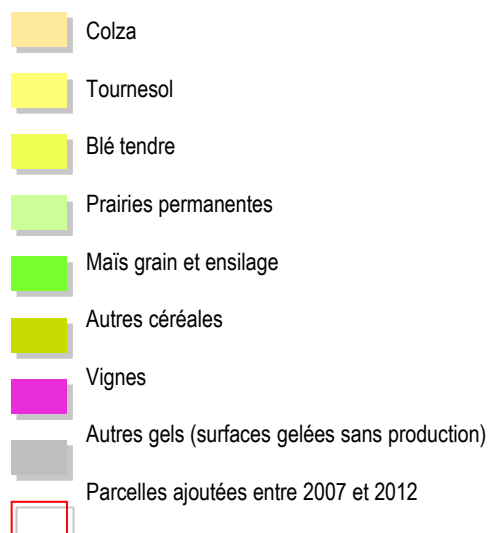 Colza
Tournesol
Blé tendre
Prairies permanentes
Maïs grain et ensilage
Autres céréales
Vignes
Autres gels (surfaces gelées sans production)
Parcelles ajoutées entre 2007 et 2012